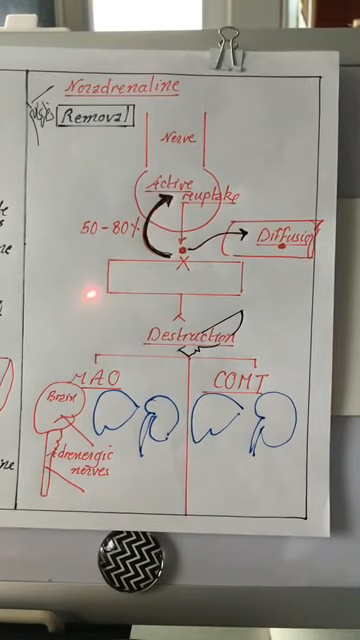 Noradrenaline
Removal
Nerve
Active
reuptake
50-80%
Diffusion
Destruction
MAO
COMT
Brain
Adrenergic
nerves